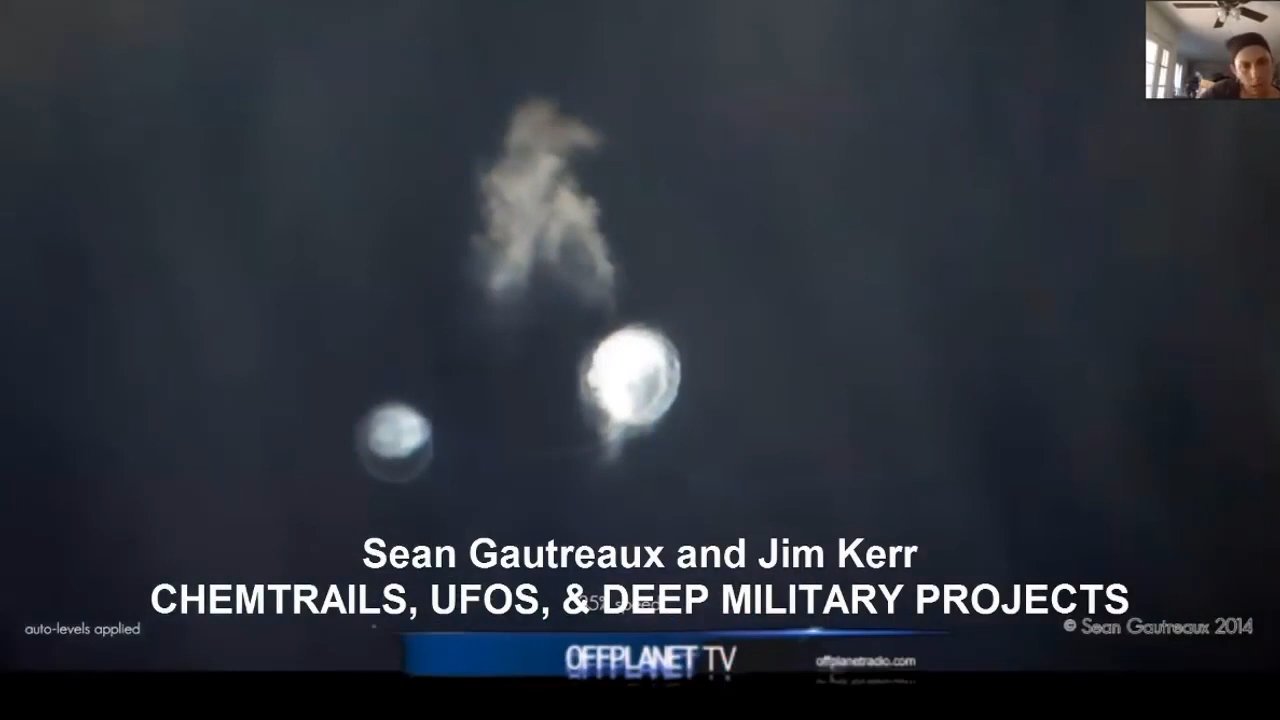 Sean Gautreaux and Jim Kerr
CHEMTRAILS, UFOS, & DEEP MILITARY PROJECTS
auto-levels applied
© Sean Gautreaux 2014
OFFPLANET TV
offplanetradio.com